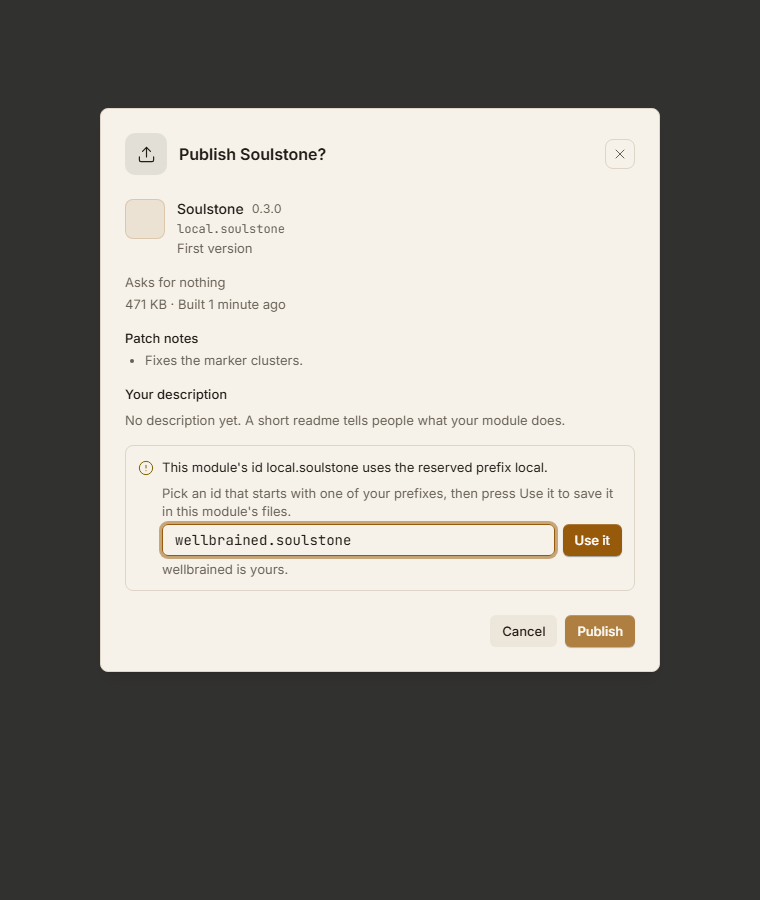 Publish Soulstone?
Soulstone 0.3.0
local.soulstone
First version
Asks for nothing
471 KB · Built 1 minute ago
Patch notes
• Fixes the marker clusters.
Your description
No description yet. A short readme tells people what your module does.
This module's id local.soulstone uses the reserved prefix local.
Pick an id that starts with one of your prefixes, then press Use it to save it
in this module's files.
wellbrained.soulstone Use it
wellbrained is yours.
Cancel Publish